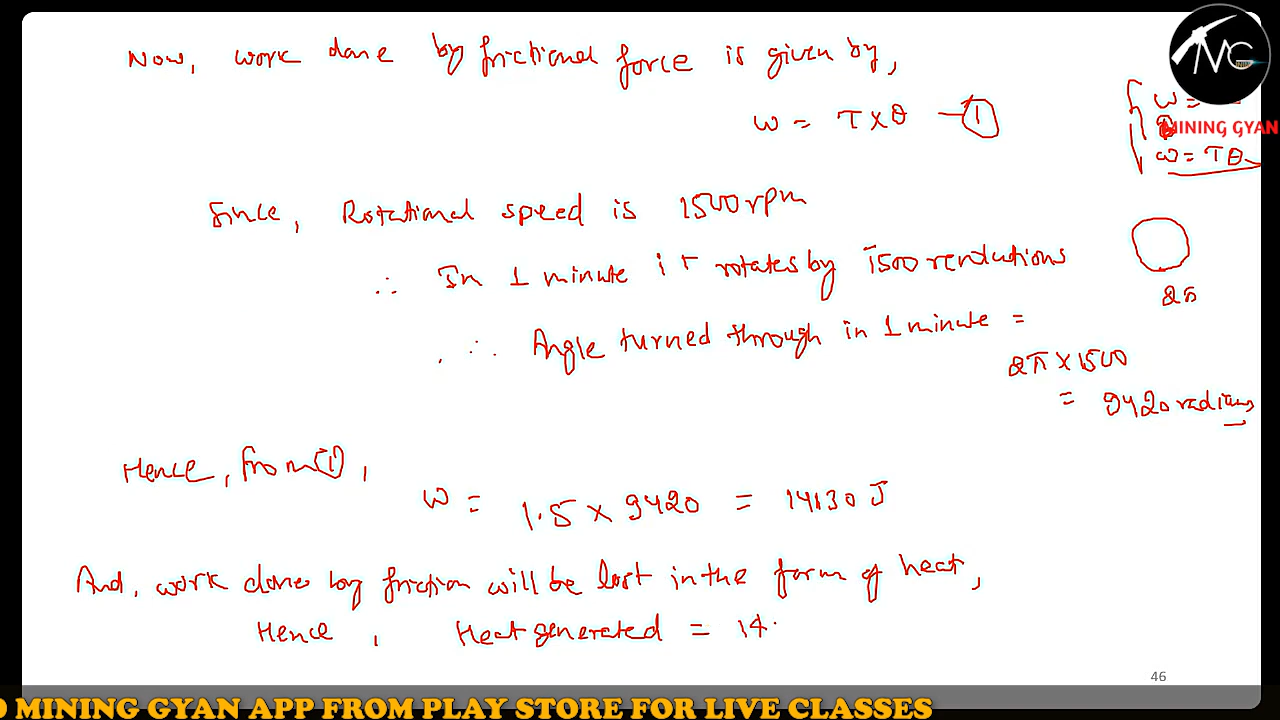 Now, work done by frictional force is given by,
W = T x θ — ①
W =
MINING GYAN
W = Tθ
Since, Rotational speed is 1500 rpm
∴ In 1 minute it rotates by 1500 revolutions
2π
∴ Angle turned through in 1 minute =
2π x 1500
= 9420 radians
Hence, from ①,
W = 1.5 x 9420 = 14130 J
And, work done by friction will be lost in the form of heat,
Hence, Heat generated = 14.
46
D MINING GYAN APP FROM PLAY STORE FOR LIVE CLASSES